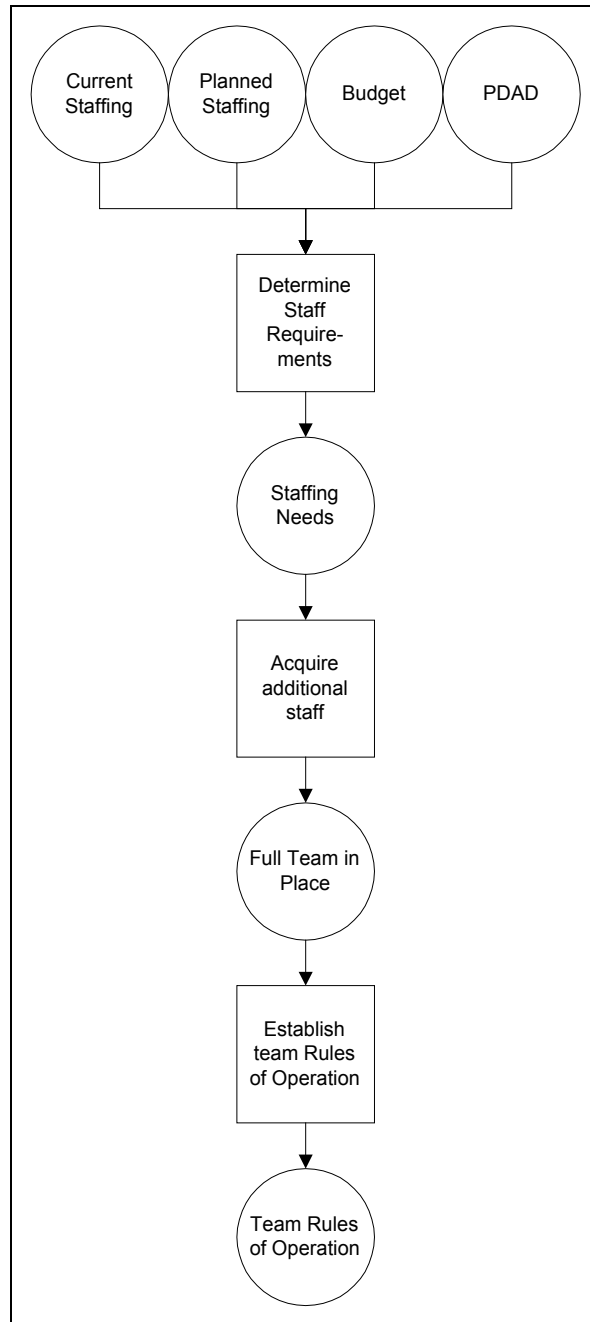 Current
Staffing
Planned
Staffing
Budget
PDAD
Determine
Staff
Require-
ments
Staffing
Needs
Acquire
additional
staff
Full Team in
Place
Establish
team Rules
of Operation
Team Rules
of Operation